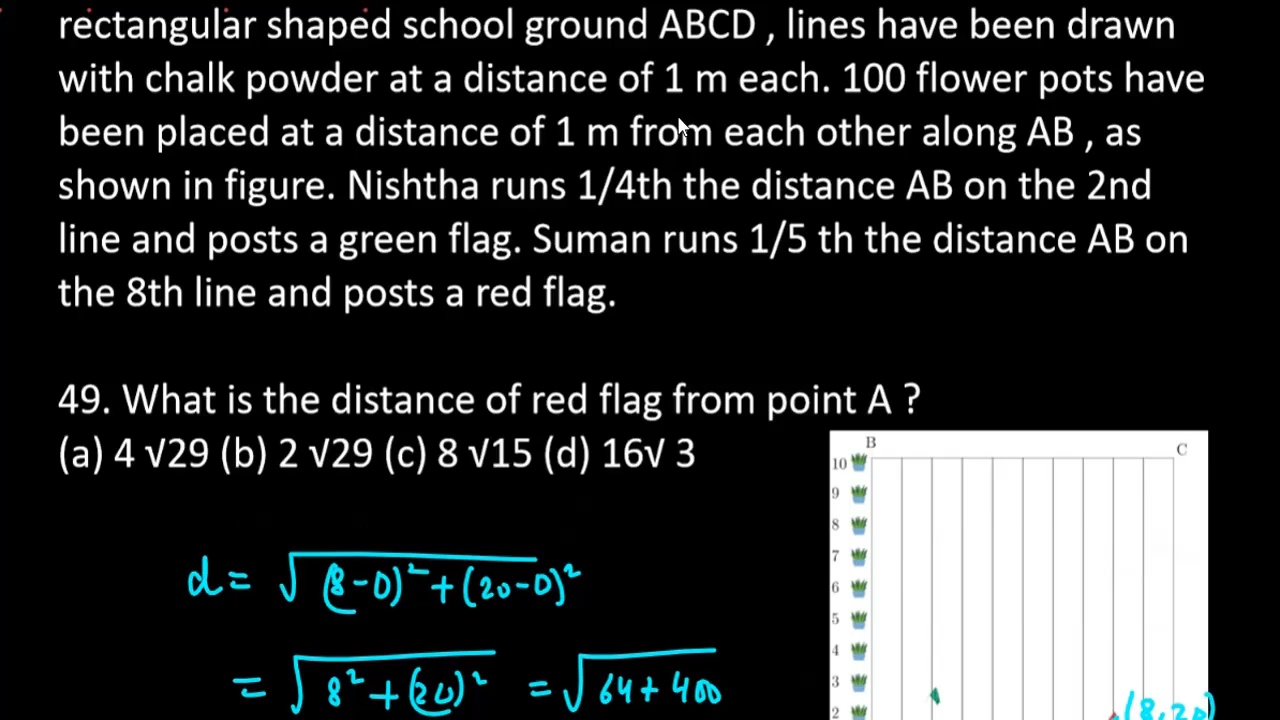 rectangular shaped school ground ABCD , lines have been drawn
with chalk powder at a distance of 1 m each. 100 flower pots have
been placed at a distance of 1 m from each other along AB , as
shown in figure. Nishtha runs 1/4th the distance AB on the 2nd
line and posts a green flag. Suman runs 1/5 th the distance AB on
the 8th line and posts a red flag.
49. What is the distance of red flag from point A ?
(a) 4 √29 (b) 2 √29 (c) 8 √15 (d) 16√ 3
B
C
10
9
8
7
6
5
4
3
2
d = √(8-0)² + (20-0)²
= √8² + (20)² = √64 + 400
(8,20)